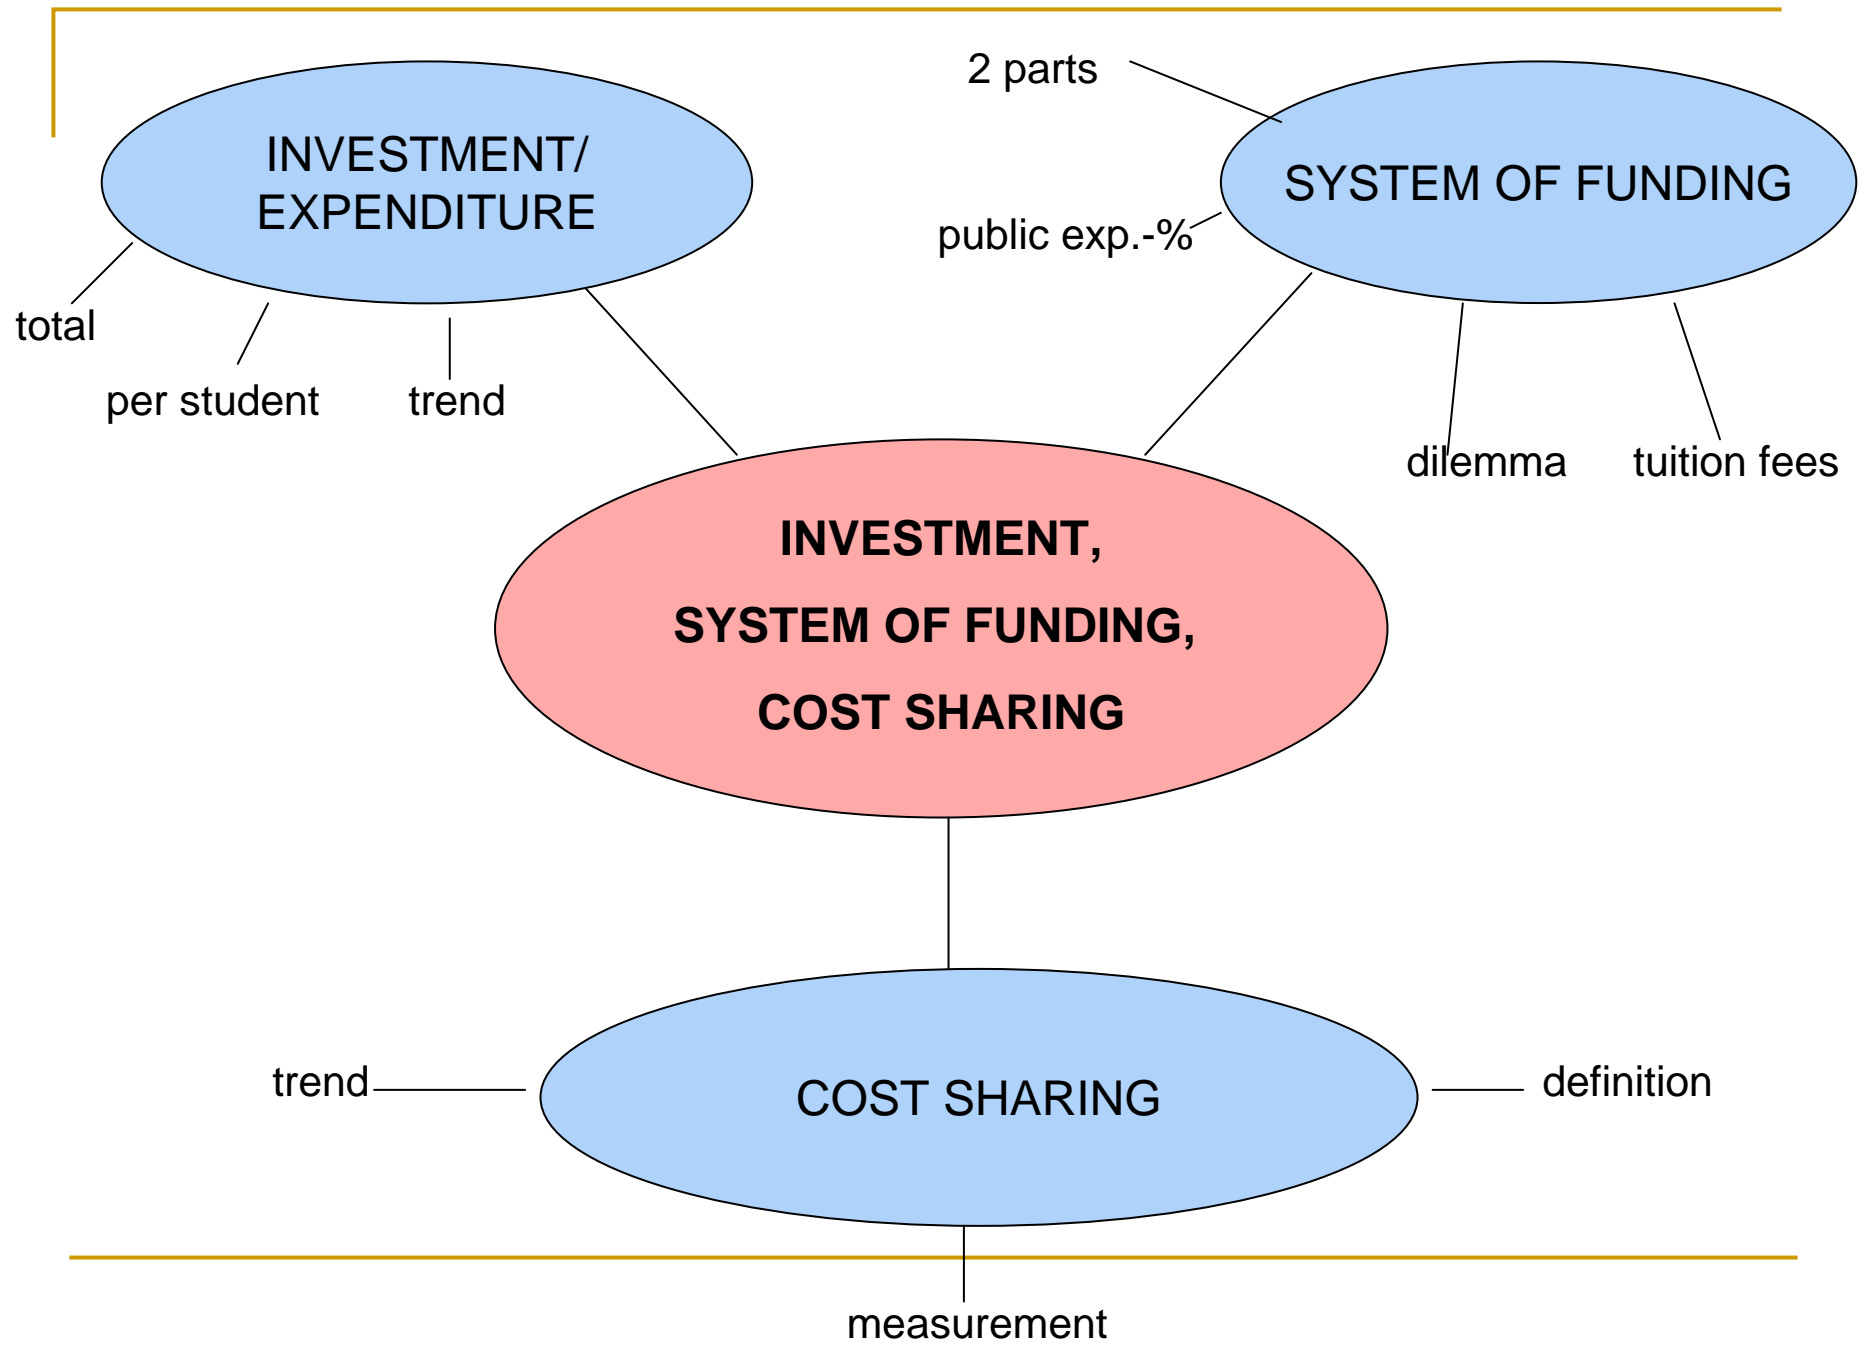 2 parts
INVESTMENT/
EXPENDITURE
SYSTEM OF FUNDING
public exp.-%
total
per student
trend
dilemma
tuition fees
INVESTMENT,
SYSTEM OF FUNDING,
COST SHARING
trend
COST SHARING
definition
measurement